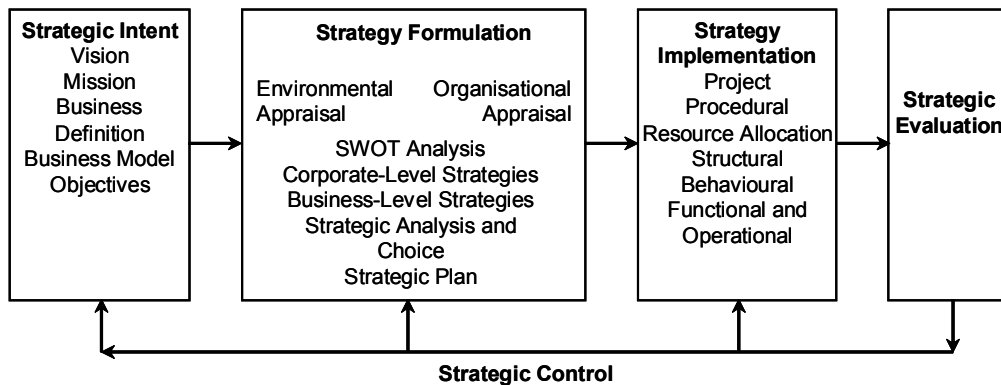 Strategic Intent
Vision
Mission
Business
Definition
Business Model
Objectives
Strategy Formulation
Environmental
Appraisal
Organisational
Appraisal
SWOT Analysis
Corporate-Level Strategies
Business-Level Strategies
Strategic Analysis and
Choice
Strategic Plan
Strategy
Implementation
Project
Procedural
Resource Allocation
Structural
Behavioural
Functional and
Operational
Strategic
Evaluation
Strategic Control